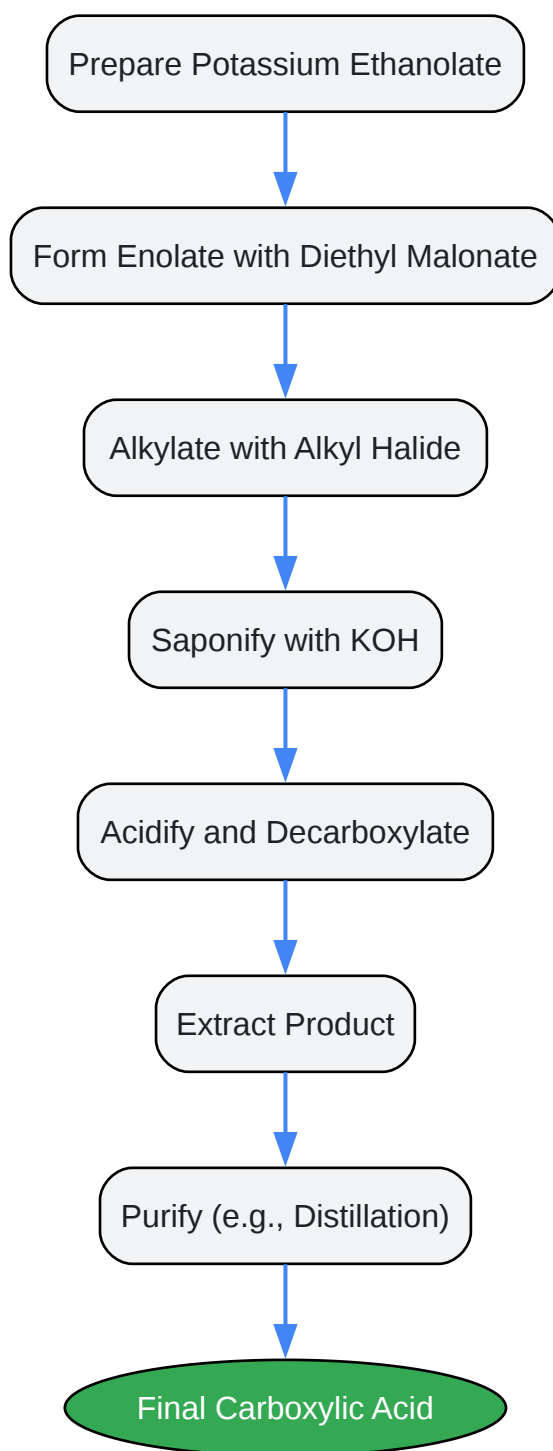 Prepare Potassium Ethanolate
Form Enolate with Diethyl Malonate
Alkylate with Alkyl Halide
Saponify with KOH
Acidify and Decarboxylate
Extract Product
Purify (e.g., Distillation)
Final Carboxylic Acid